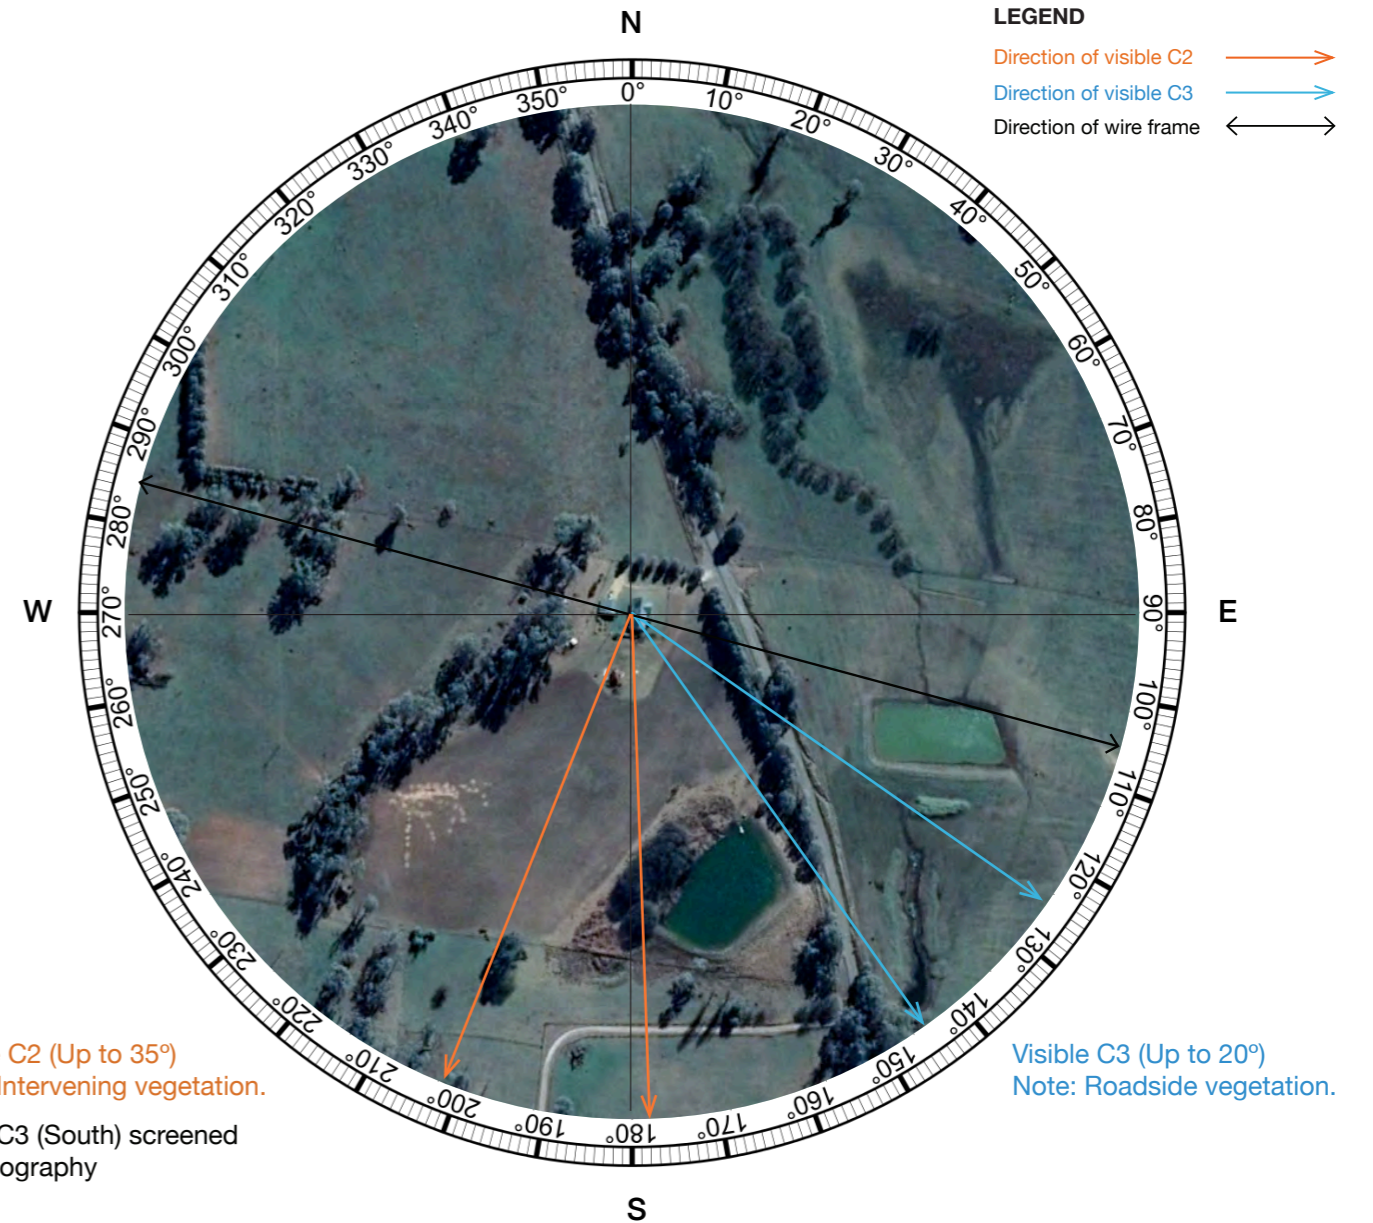 N
LEGEND
Direction of visible C2
Direction of visible C3
Direction of wire frame
0°
10°
20°
30°
40°
50°
60°
70°
80°
90°
100°
110°
120°
130°
140°
150°
160°
170°
180°
190°
200°
210°
220°
230°
240°
250°
260°
270°
280°
290°
300°
310°
320°
330°
340°
350°
W
E
C2 (Up to 35º)
Intervening vegetation.
C3 (South) screened
ography
Visible C3 (Up to 20º)
Note: Roadside vegetation.
S